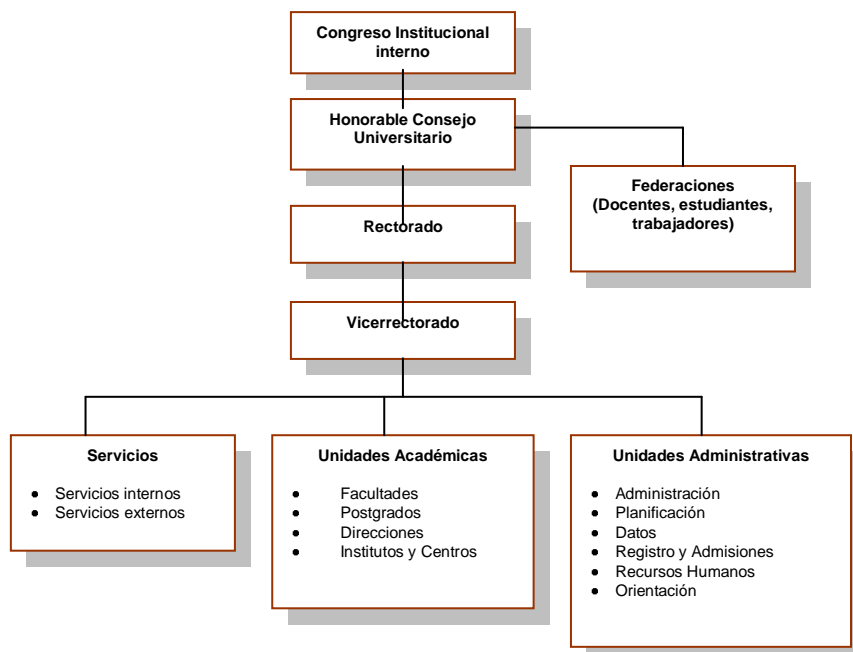 Congreso Institucional
interno
Honorable Consejo
Universitario
Federaciones
(Docentes, estudiantes,
trabajadores)
Rectorado
Vicerrectorado
Servicios
● Servicios internos
● Servicios externos
Unidades Académicas
● Facultades
● Postgrados
● Direcciones
● Institutos y Centros
Unidades Administrativas
● Administración
● Planificación
● Datos
● Registro y Admisiones
● Recursos Humanos
● Orientación